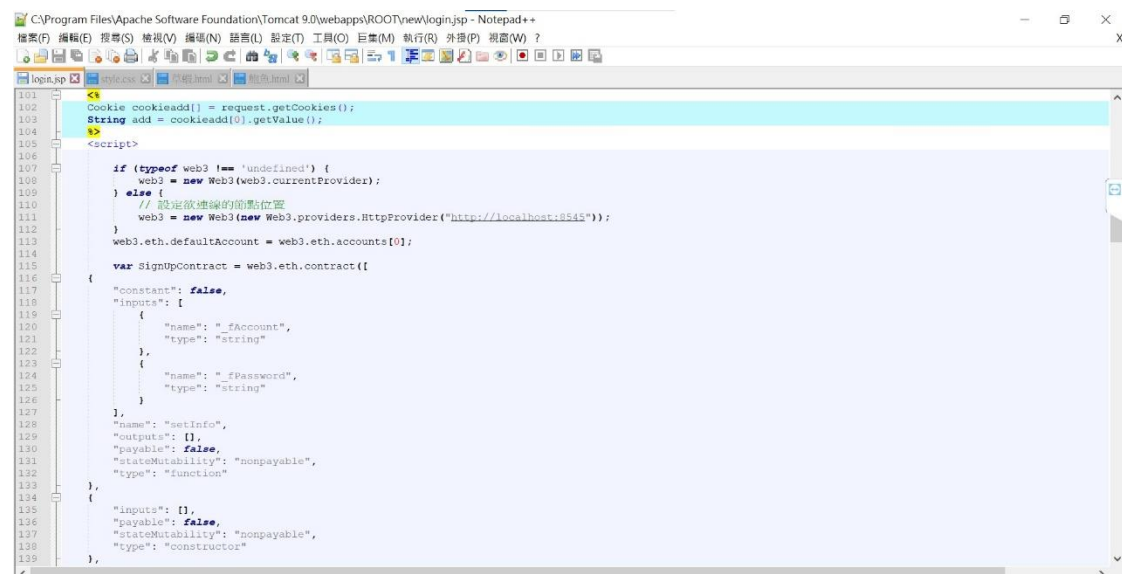 C:\Program Files\Apache Software Foundation\Tomcat 9.0\webapps\ROOT\new\login.jsp - Notepad++
檔案(F) 編輯(E) 搜尋(S) 檢視(V) 編碼(N) 語言(L) 設定(T) 工具(O) 巨集(M) 執行(R) 外掛(P) 視窗(W) ? X
login.jsp style.css 草蝦.html .html
101 <%
102 Cookie cookieadd[] = request.getCookies();
103 String add = cookieadd[0].getValue();
104 %>
105 <script>
106
107 if (typeof web3 !== 'undefined') {
108 web3 = new Web3(web3.currentProvider);
109 } else {
110 // 設定欲連線的節點位置
111 web3 = new Web3(new Web3.providers.HttpProvider("http://localhost:8545"));
112 }
113 web3.eth.defaultAccount = web3.eth.accounts[0];
114
115 var SignUpContract = web3.eth.contract([
116 {
117 "constant": false,
118 "inputs": [
119 {
120 "name": "_fAccount",
121 "type": "string"
122 },
123 {
124 "name": "_fPassword",
125 "type": "string"
126 }
127 ],
128 "name": "setInfo",
129 "outputs": [],
130 "payable": false,
131 "stateMutability": "nonpayable",
132 "type": "function"
133 },
134 {
135 "inputs": [],
136 "payable": false,
137 "stateMutability": "nonpayable",
138 "type": "constructor"
139 },